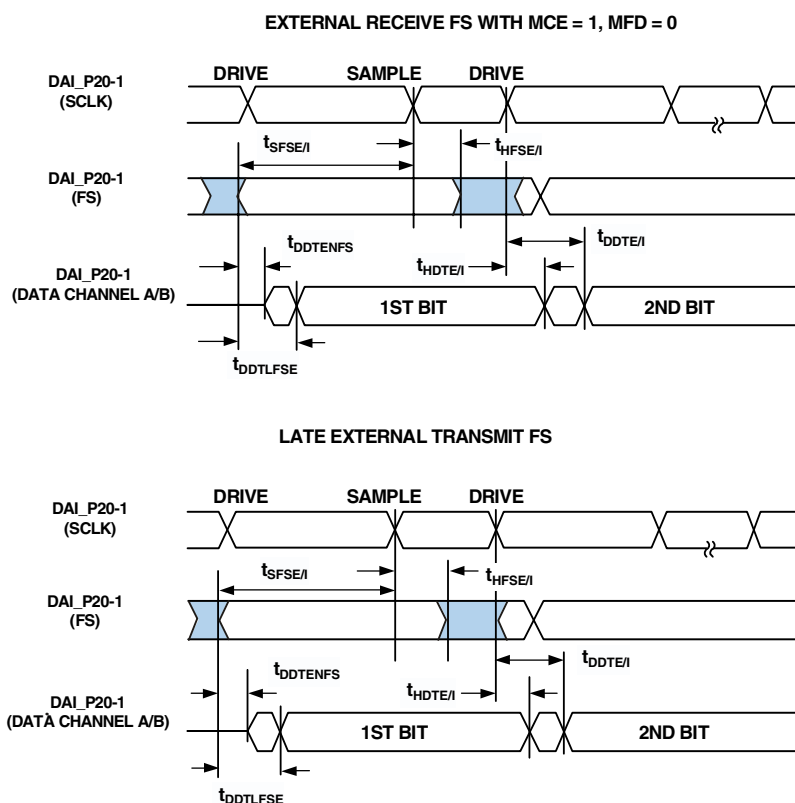 EXTERNAL RECEIVE FS WITH MCE = 1, MFD = 0
DAI_P20-1
(SCLK)
DRIVE SAMPLE DRIVE
tSFSE/I tHFSE/I
DAI_P20-1
(FS)
tDDTENFS tHDTE/I tDDTE/I
DAI_P20-1
(DATA CHANNEL A/B)
1ST BIT 2ND BIT
tDDTLFSE
LATE EXTERNAL TRANSMIT FS
DAI_P20-1
(SCLK)
DRIVE SAMPLE DRIVE
tSFSE/I tHFSE/I
DAI_P20-1
(FS)
tDDTENFS tHDTE/I tDDTE/I
DAI_P20-1
(DATA CHANNEL A/B)
1ST BIT 2ND BIT
tDDTLFSE